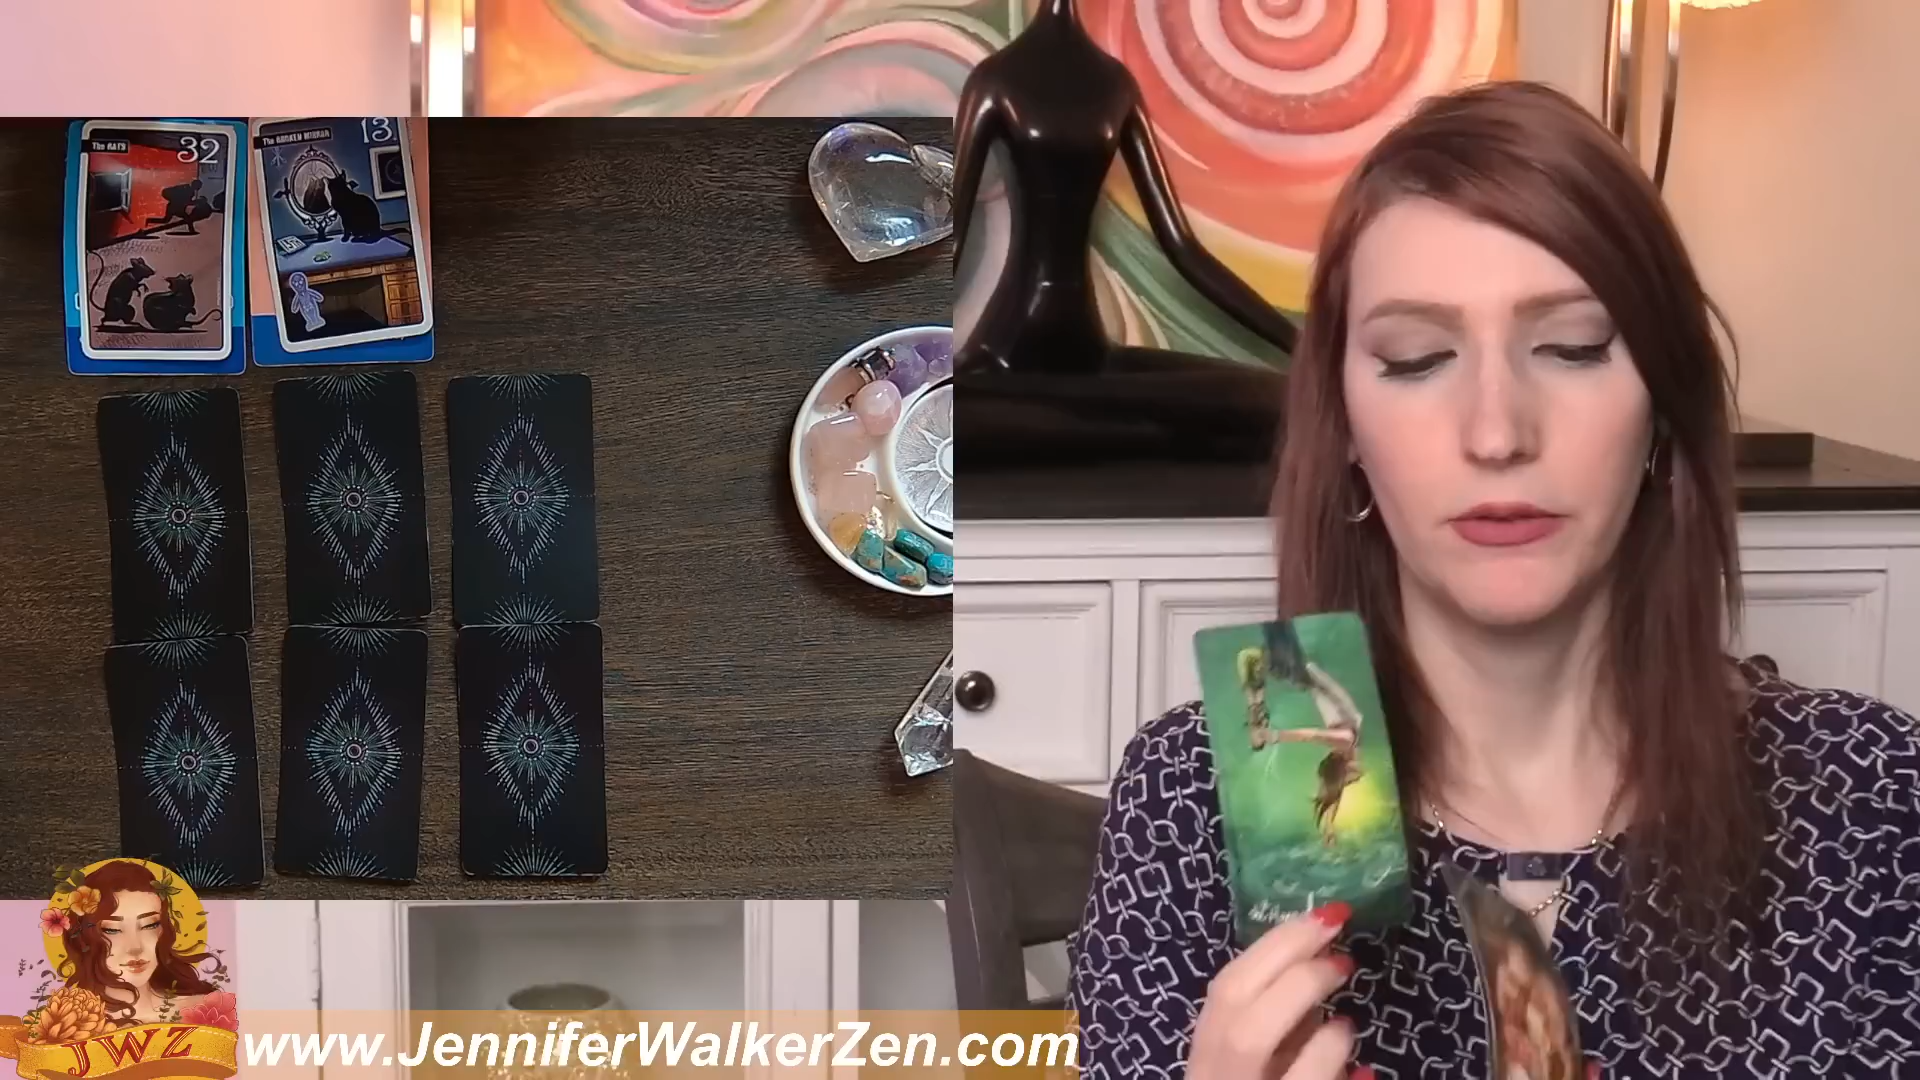 The RATS
32
The BROKEN MIRROR
13.
JWZ
www.JenniferWalkerZen.com